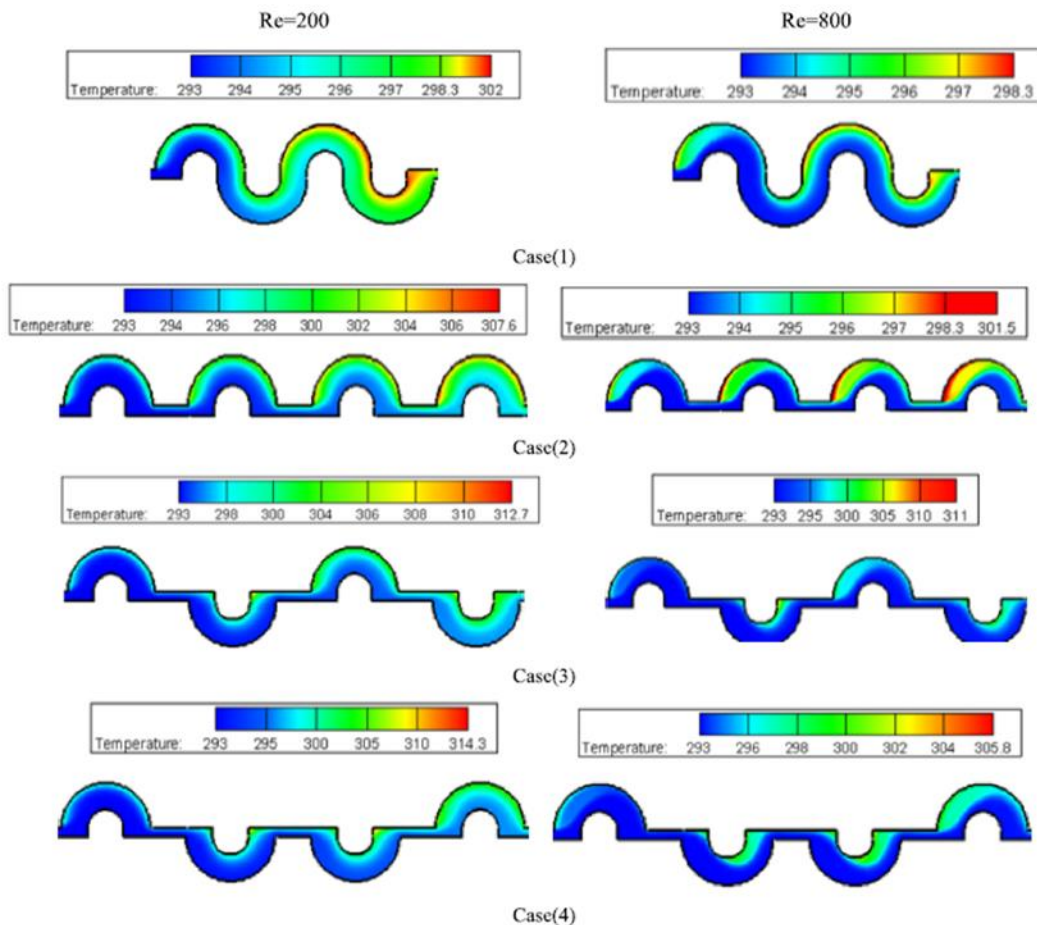 Re=200 Re=800
Temperature: 293 294 295 296 297 298.3 302
Temperature: 293 294 295 296 297 298.3
Case(1)
Temperature: 293 294 296 298 300 302 304 306 307.6
Temperature: 293 294 295 296 297 298.3 301.5
Case(2)
Temperature: 293 298 300 304 306 308 310 312.7
Temperature: 293 295 300 305 310 311
Case(3)
Temperature: 293 295 300 305 310 314.3
Temperature: 293 296 298 300 302 304 305.8
Case(4)